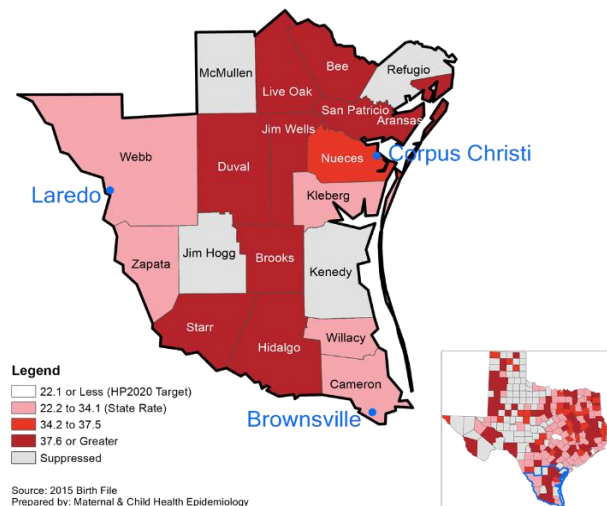 McMullen
Bee
Refugio
Live Oak
San Patricio
Aransas
Jim Wells
Webb
Duval
Nueces
Corpus Christi
Laredo
Kleberg
Zapata
Jim Hogg
Brooks
Kenedy
Starr
Hidalgo
Willacy
Cameron
Brownsville
Legend
22.1 or Less (HP2020 Target)
22.2 to 34.1 (State Rate)
34.2 to 37.5
37.6 or Greater
Suppressed
Source: 2015 Birth File
Prepared by: Maternal & Child Health Epidemiology